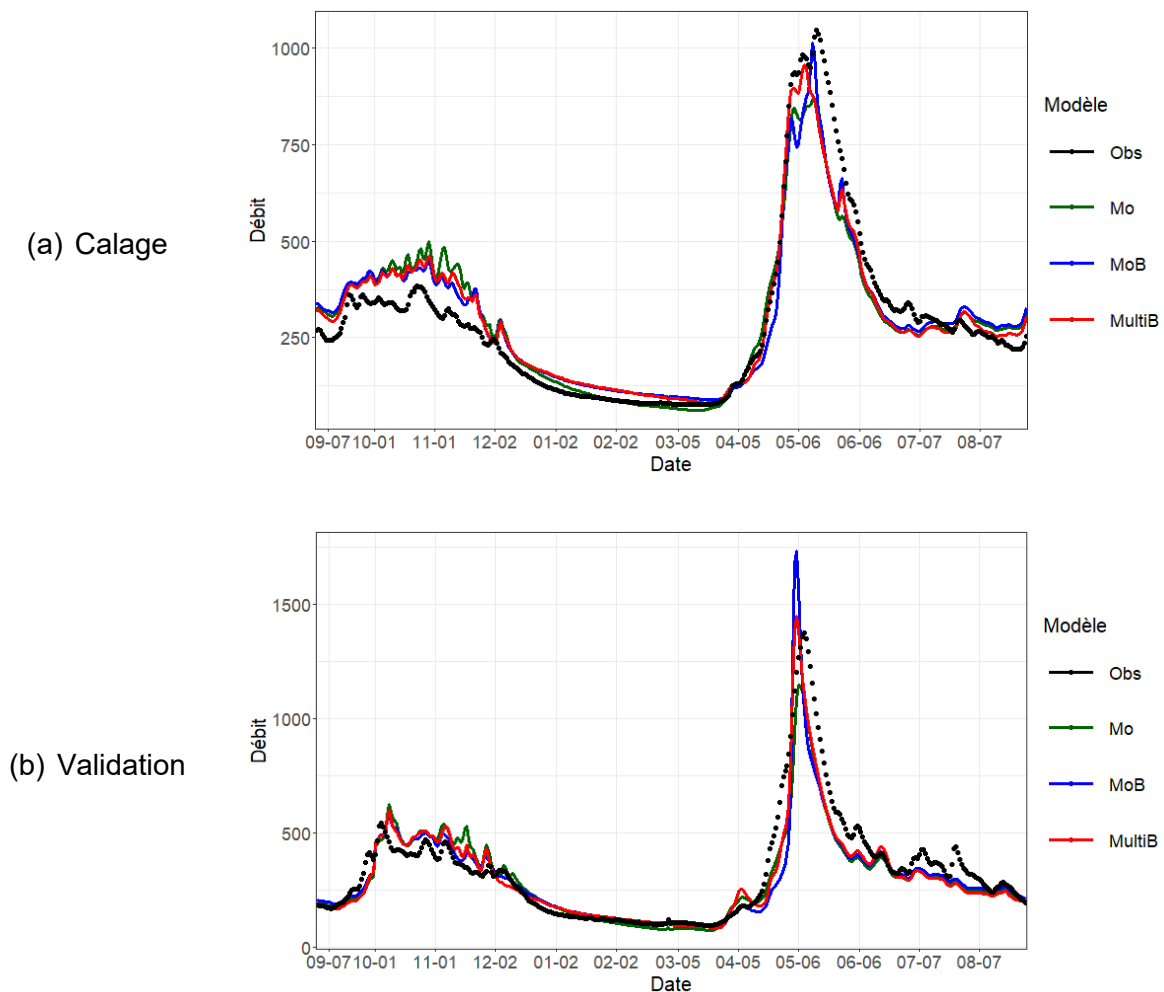 (a) Calage
Débit
1000
750
500
250
09-07 10-01 11-01 12-02 01-02 02-02 03-05 04-05 05-06 06-06 07-07 08-07
Date
Modèle
Obs
Mo
MoB
MultiB
(b) Validation
Débit
1500
1000
500
0
09-07 10-01 11-01 12-02 01-02 02-02 03-05 04-05 05-06 06-06 07-07 08-07
Date
Modèle
Obs
Mo
MoB
MultiB